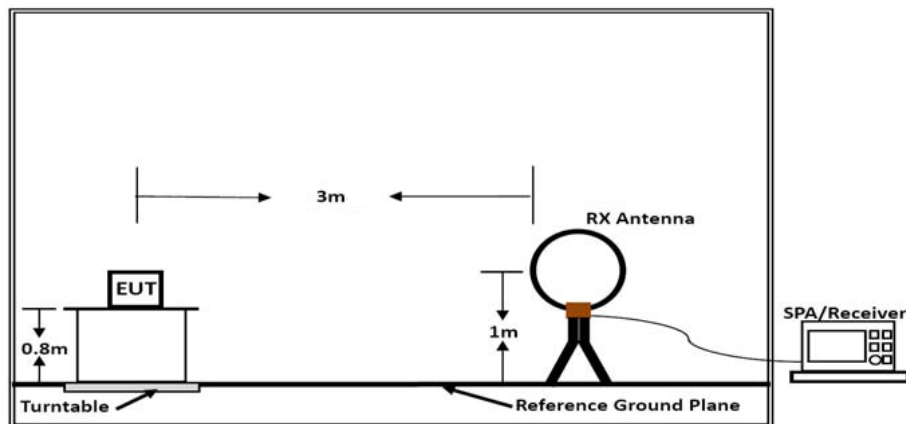 3m
RX Antenna
EUT
SPA/Receiver
0.8m
1m
Turntable
Reference Ground Plane